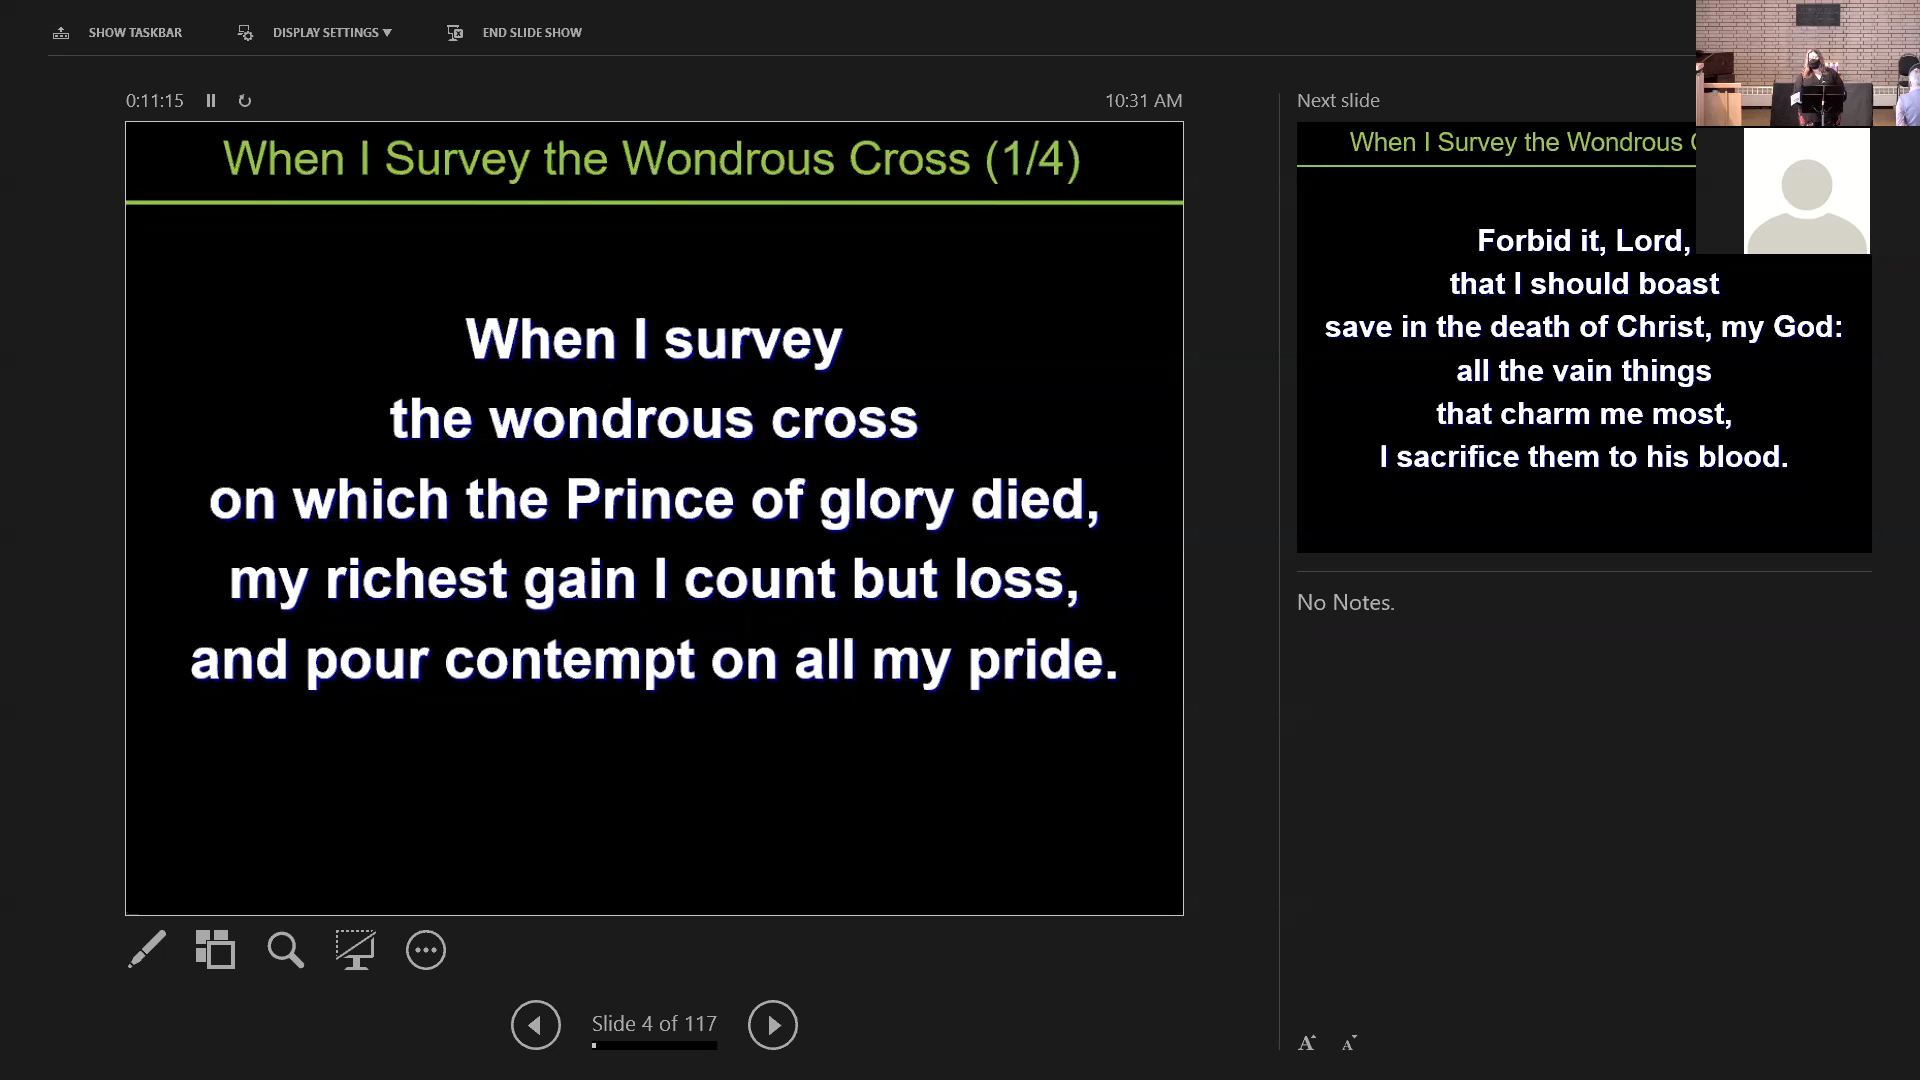 SHOW TASKBAR
DISPLAY SETTINGS ▾
END SLIDE SHOW
0:11:15
10:31 AM
When I Survey the Wondrous Cross (1/4)
When I survey
the wondrous cross
on which the Prince of glory died,
my richest gain I count but loss,
and pour contempt on all my pride.
Slide 4 of 117
Next slide
When I Survey the Wondrous
Forbid it, Lord,
that I should boast
save in the death of Christ, my God:
all the vain things
that charm me most,
I sacrifice them to his blood.
No Notes.
A A